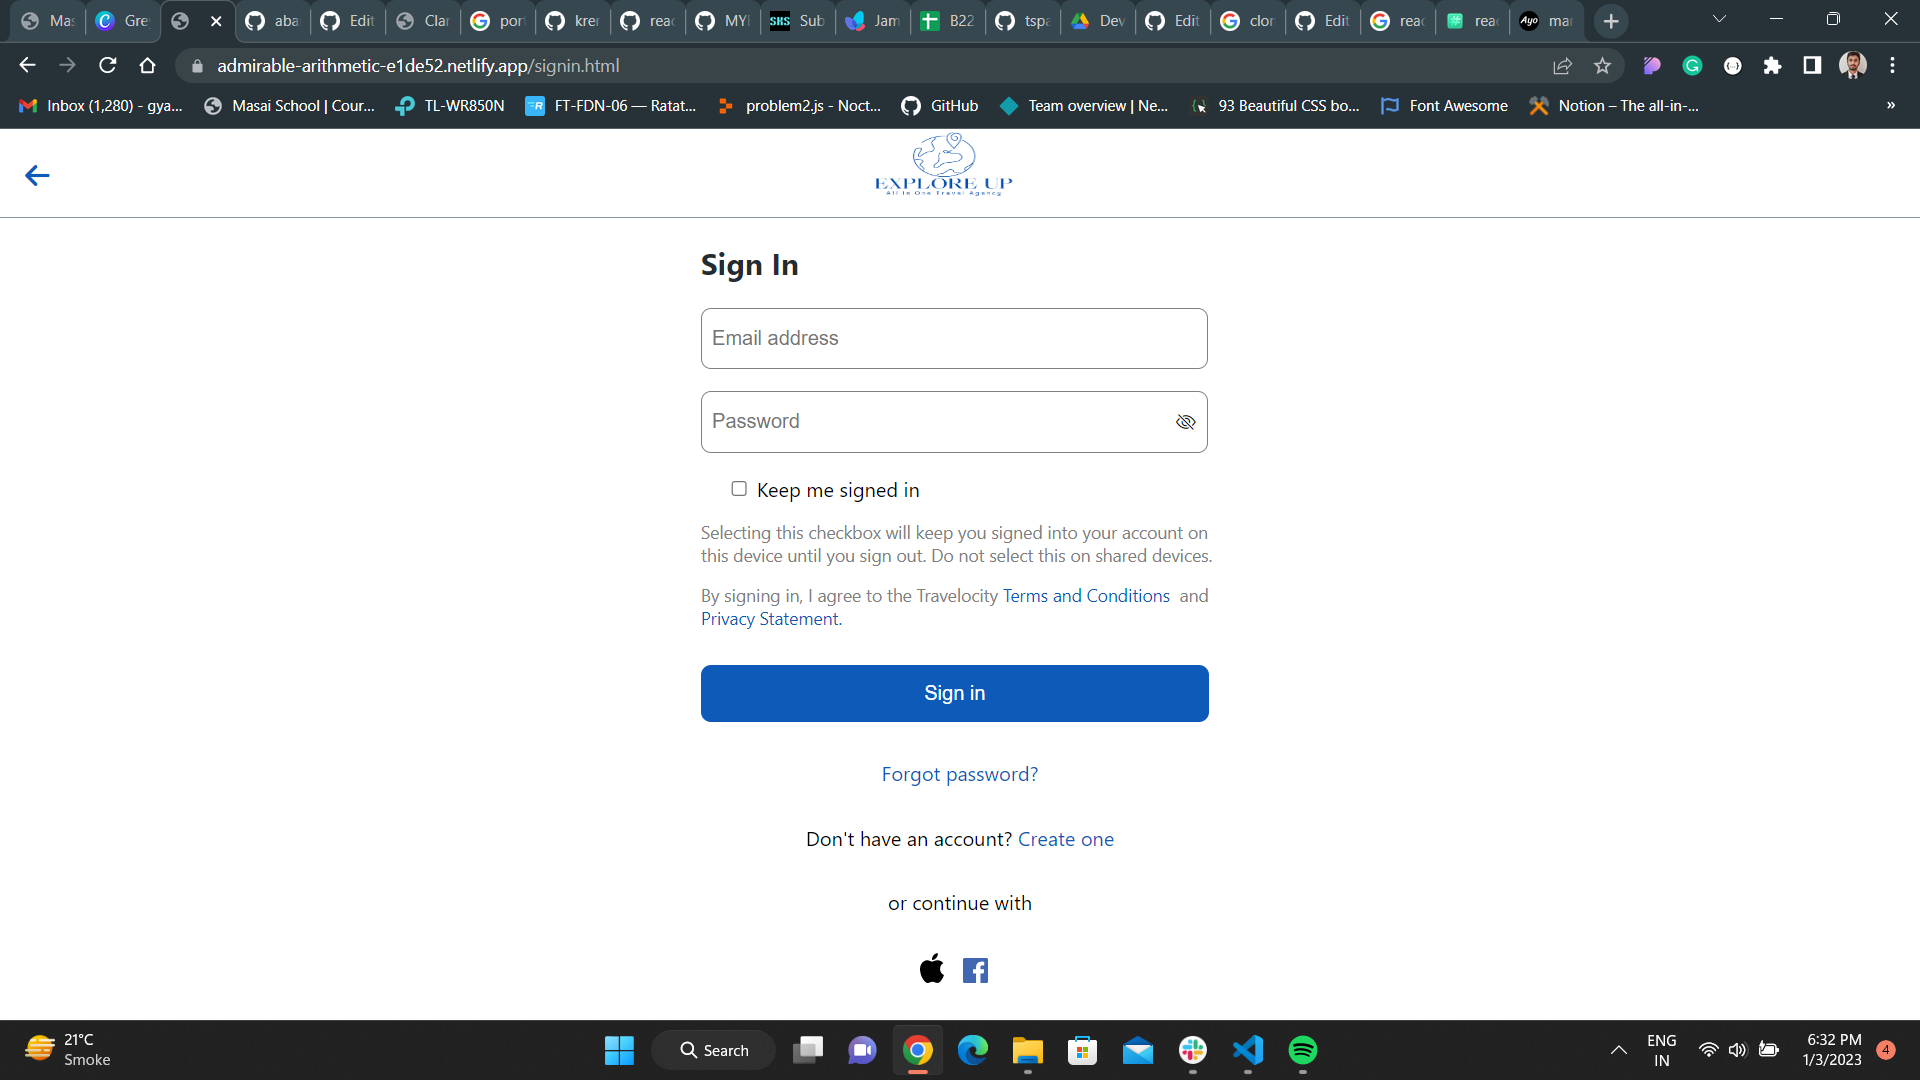 Mas
Gre
aba
Edit
Clar
port
krer
reac
MYI
SKS Sub
Jam
B22
tspa
Dev
Edit
clor
Edit
reac
reac
Ayo mar
admirable-arithmetic-e1de52.netlify.app/signin.html
Inbox (1,280) - gya...
Masai School | Cour...
TL-WR850N
FT-FDN-06 — Ratat...
problem2.js - Noct...
GitHub
Team overview | Ne...
93 Beautiful CSS bo...
Font Awesome
Notion – The all-in-...
»
EXPLORE UP
All In One Travel Agency
Sign In
Email address
Password
Keep me signed in
Selecting this checkbox will keep you signed into your account on
this device until you sign out. Do not select this on shared devices.
By signing in, I agree to the Travelocity Terms and Conditions and
Privacy Statement.
Sign in
Forgot password?
Don't have an account? Create one
or continue with
21°C
Smoke
Search
ENG
IN
6:32 PM
1/3/2023
4